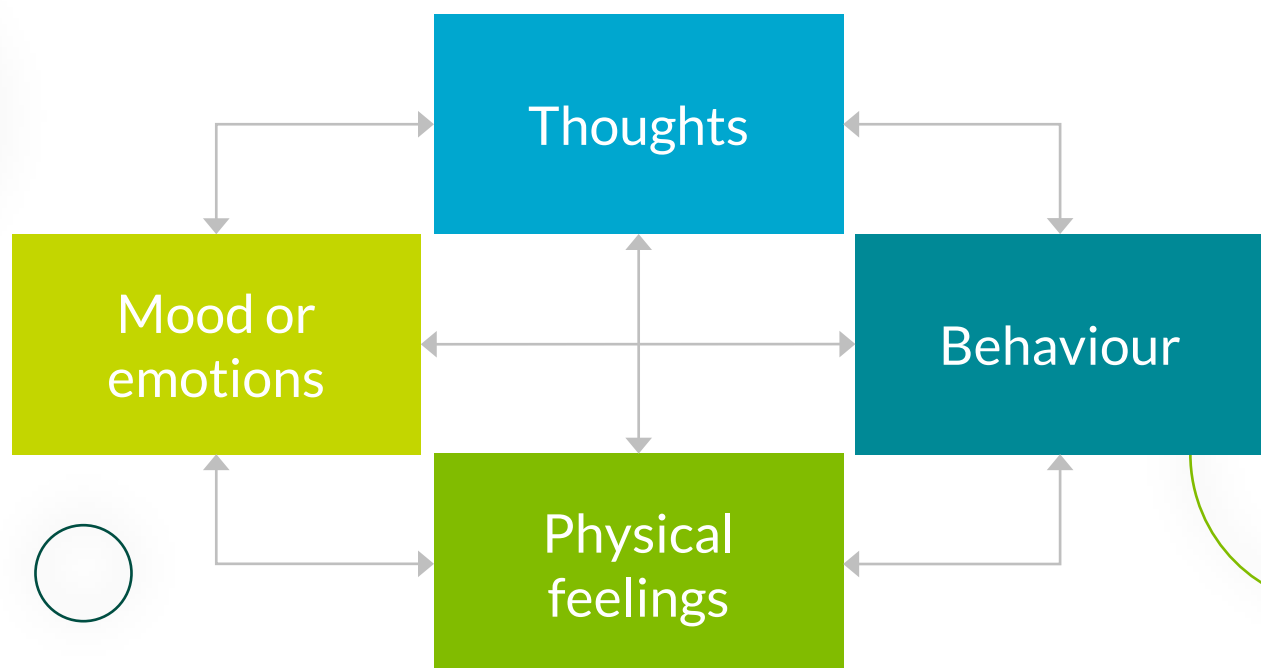 Thoughts
Mood or
emotions
Behaviour
Physical
feelings